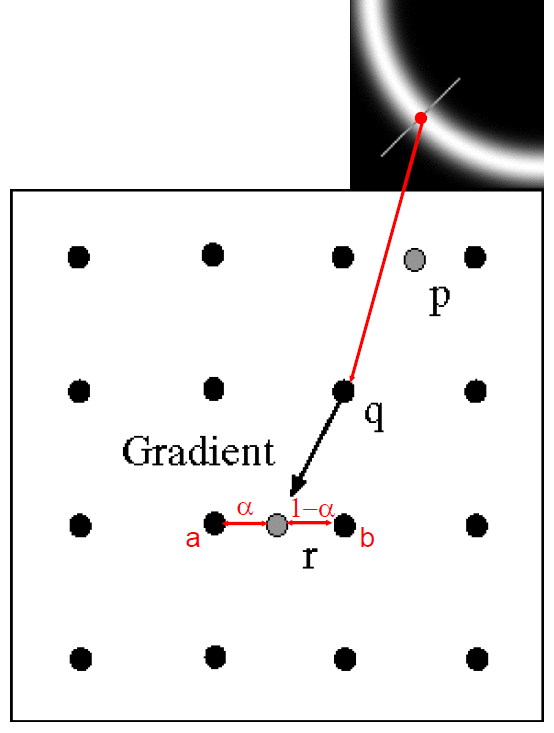 p
q
Gradient
α 1−α
a b
r